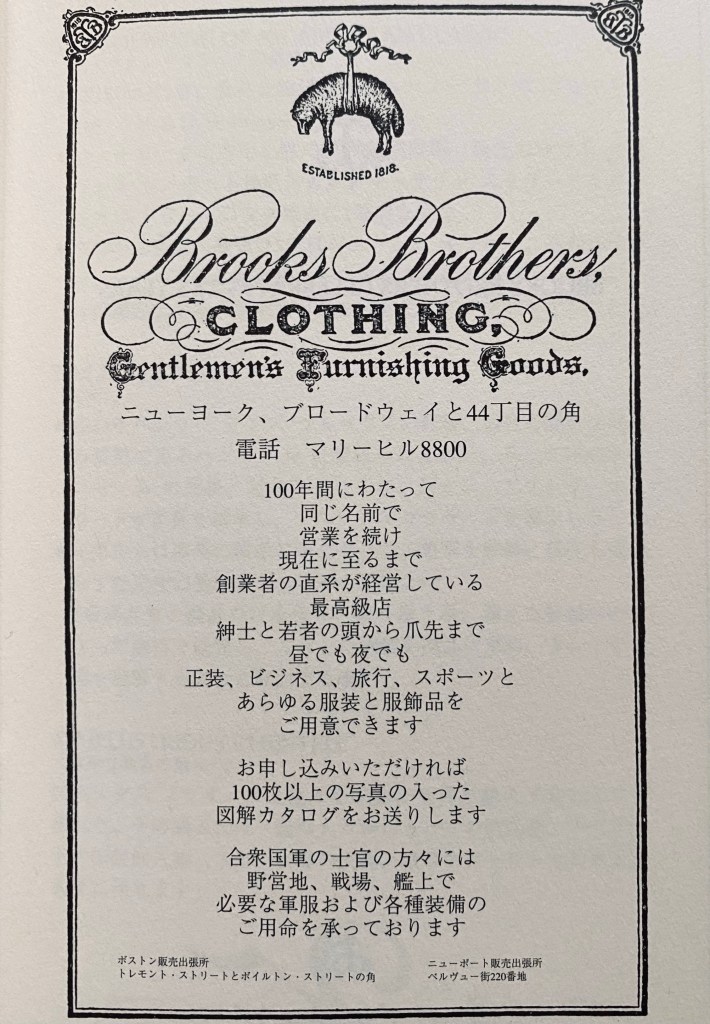 ESTABLISHED 1818.
Brooks Brothers,
CLOTHING,
Gentlemen's Furnishing Goods.
ニューヨーク、ブロードウェイと44丁目の角
電話　マリーヒル8800
100年間にわたって
同じ名前で
営業を続け
現在に至るまで
創業者の直系が経営している
最高級店
紳士と若者の頭から爪先まで
昼でも夜でも
正装、ビジネス、旅行、スポーツと
あらゆる服装と服飾品を
ご用意できます
お申し込みいただければ
100枚以上の写真の入った
図解カタログをお送りします
合衆国軍の士官の方々には
野営地、戦場、艦上で
必要な軍服および各種装備の
ご用命を承っております
ボストン販売出張所
トレモント・ストリートとボイルトン・ストリートの角
ニューポート販売出張所
ベルヴュー街220番地